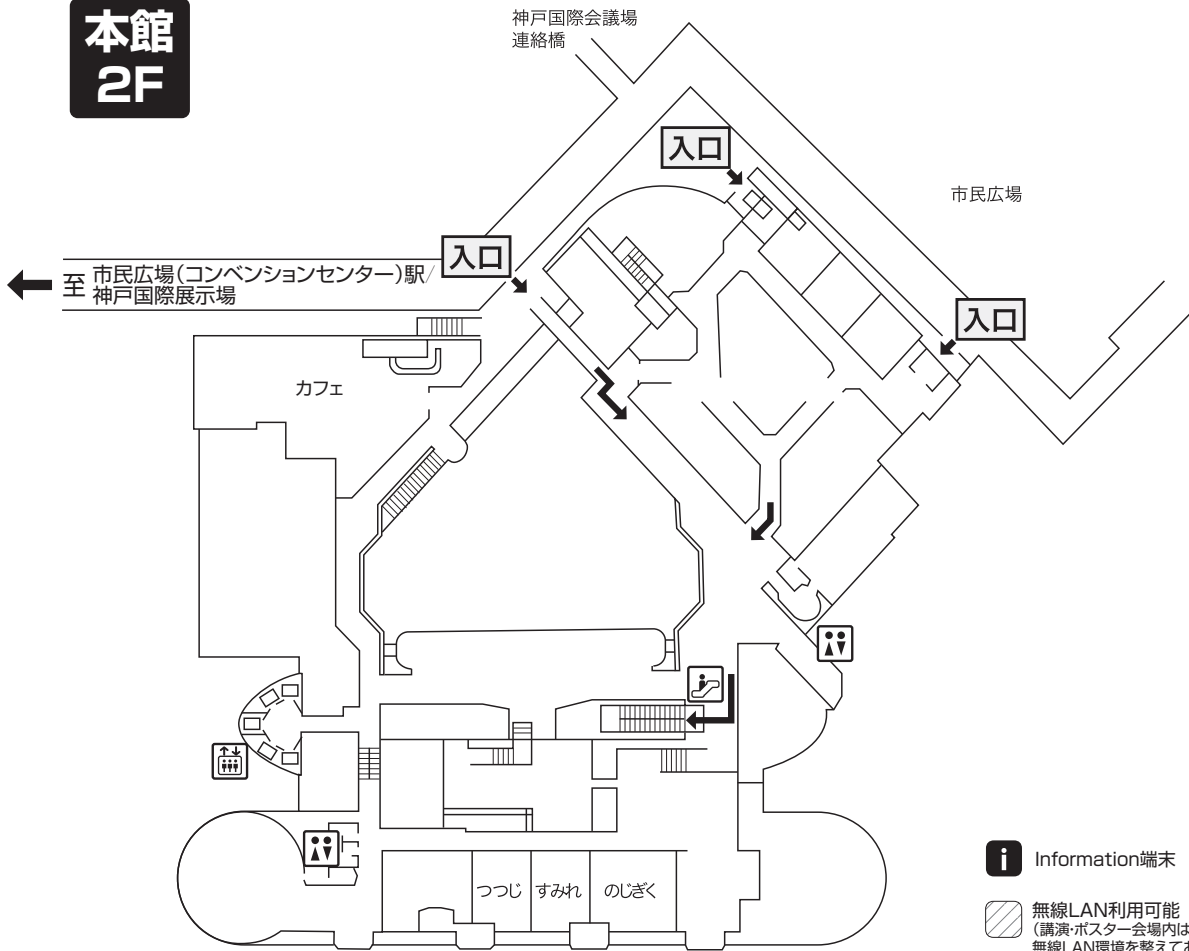 本館
2F
神戸国際会議場
連絡橋
入口
市民広場
入口
至 市民広場(コンベンションセンター)駅/
神戸国際展示場
入口
カフェ
つつじ
すみれ
のじぎく
i Information端末
無線LAN利用可能
(講演・ポスター会場内は